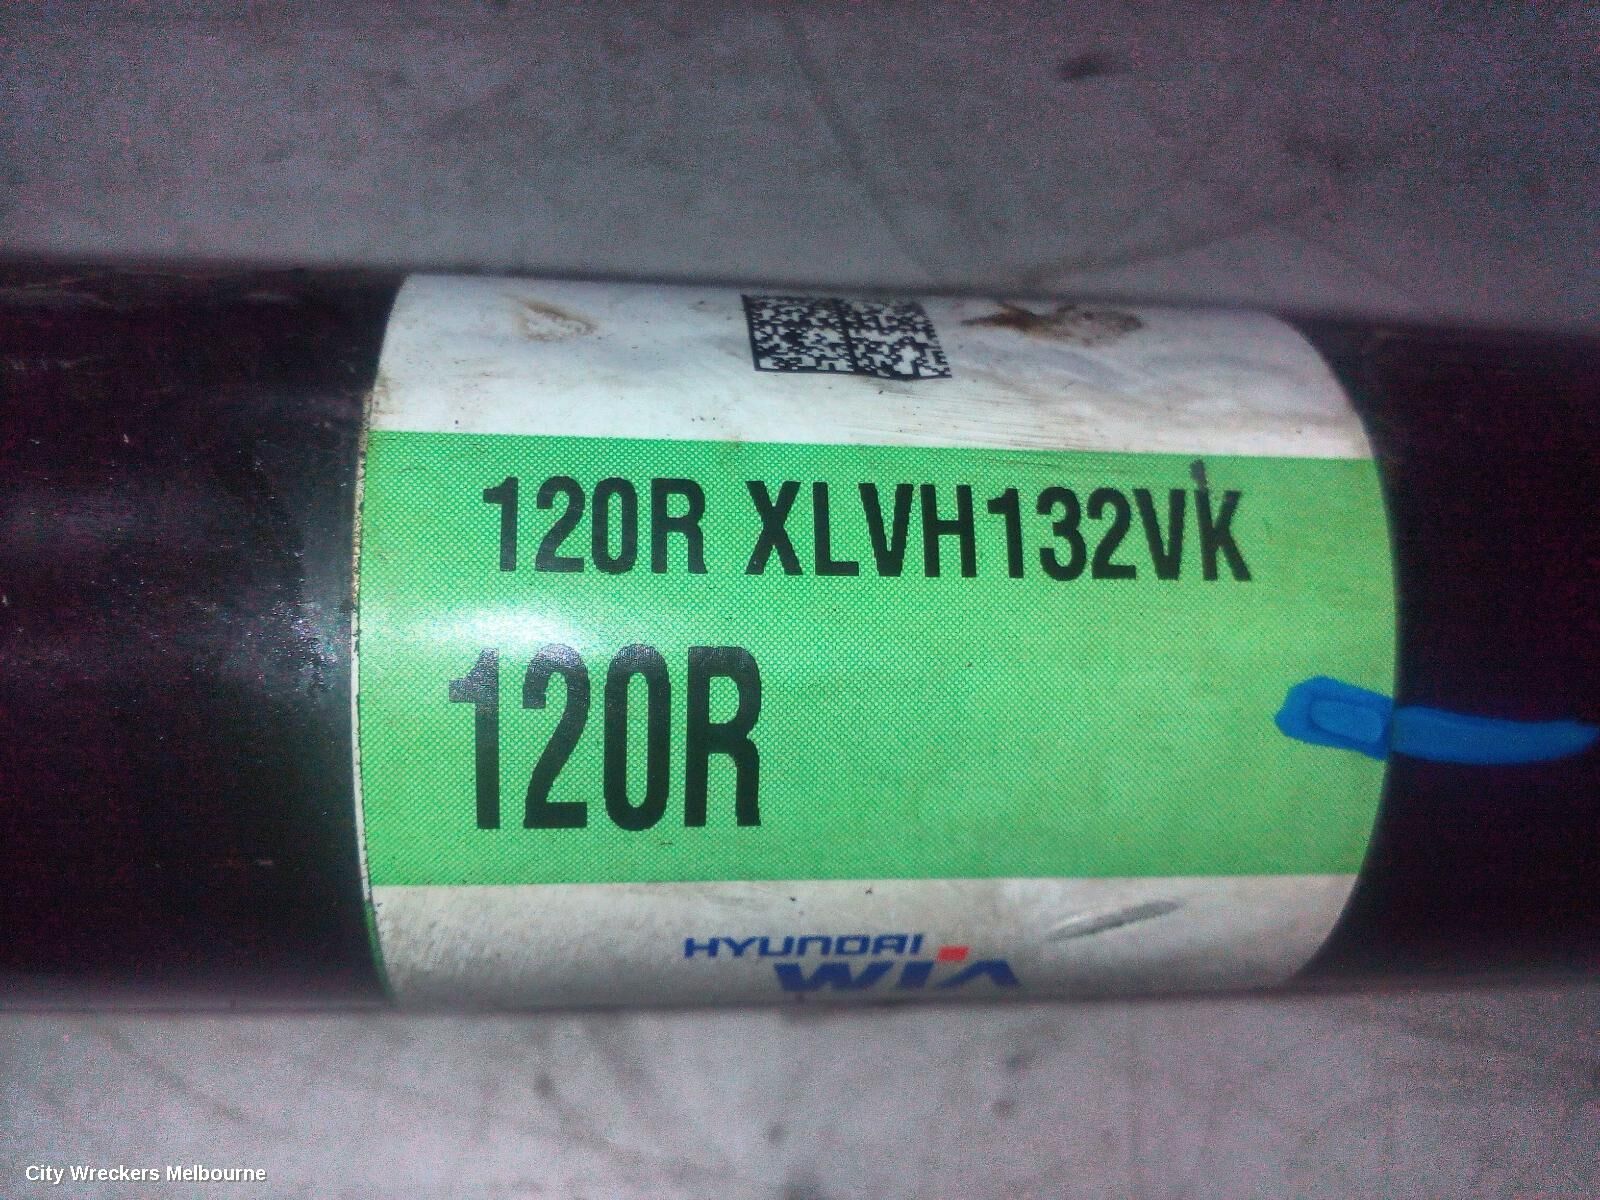 120R XLVH132VK
120R
HYUNDAI
WIA
City Wreckers Melbourne